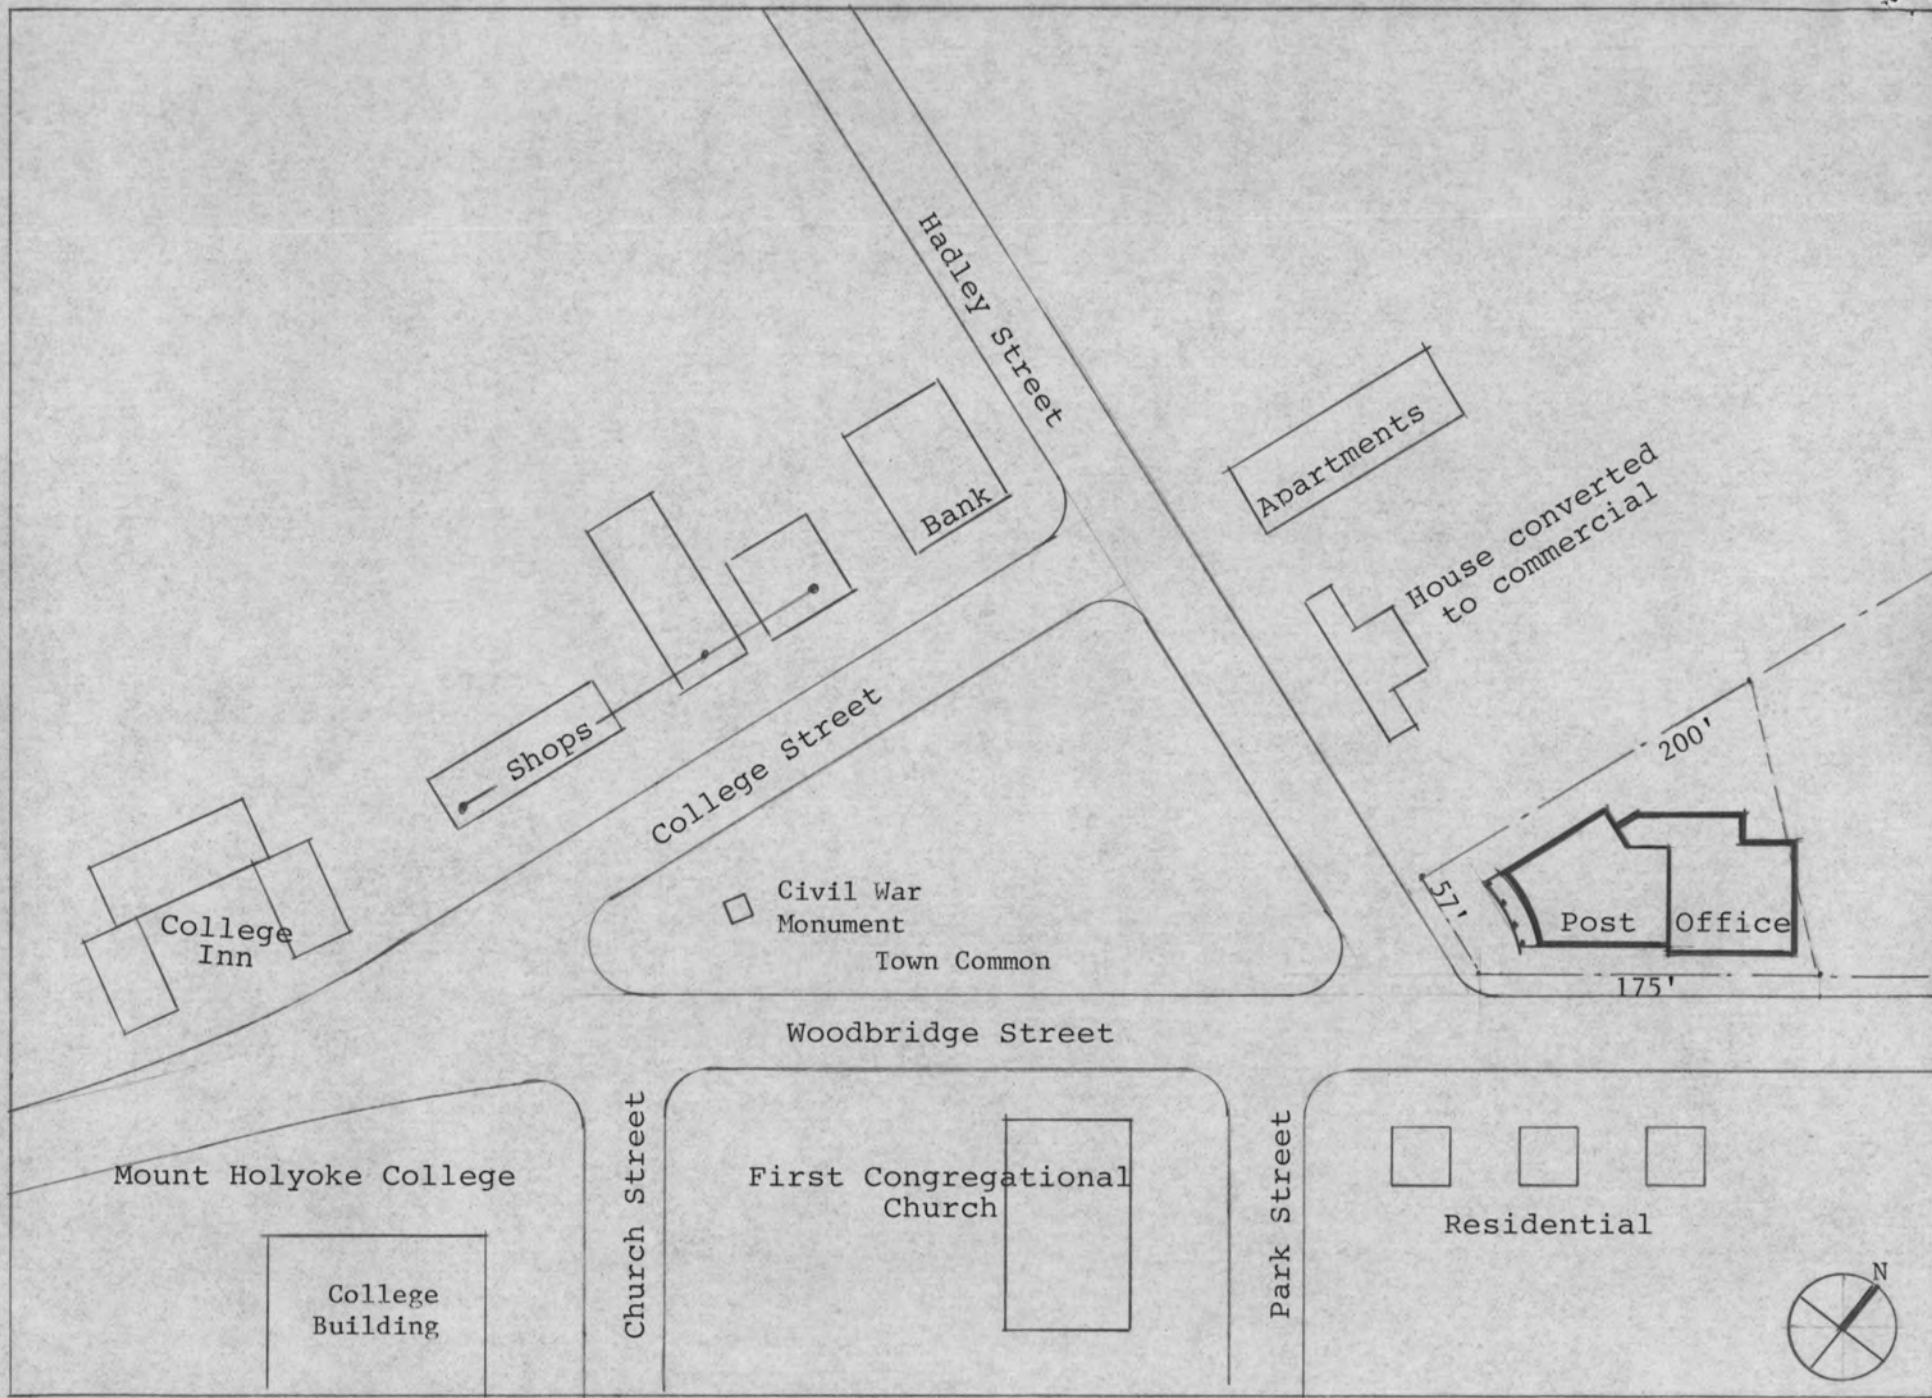 Hadley Street
Apartments
House converted
to commercial
Bank
Shops
College Street
200'
57'
Post Office
175'
College
Inn
Civil War
Monument
Town Common
Woodbridge Street
Mount Holyoke College
College
Building
Church Street
First Congregational
Church
Park Street
Residential
N